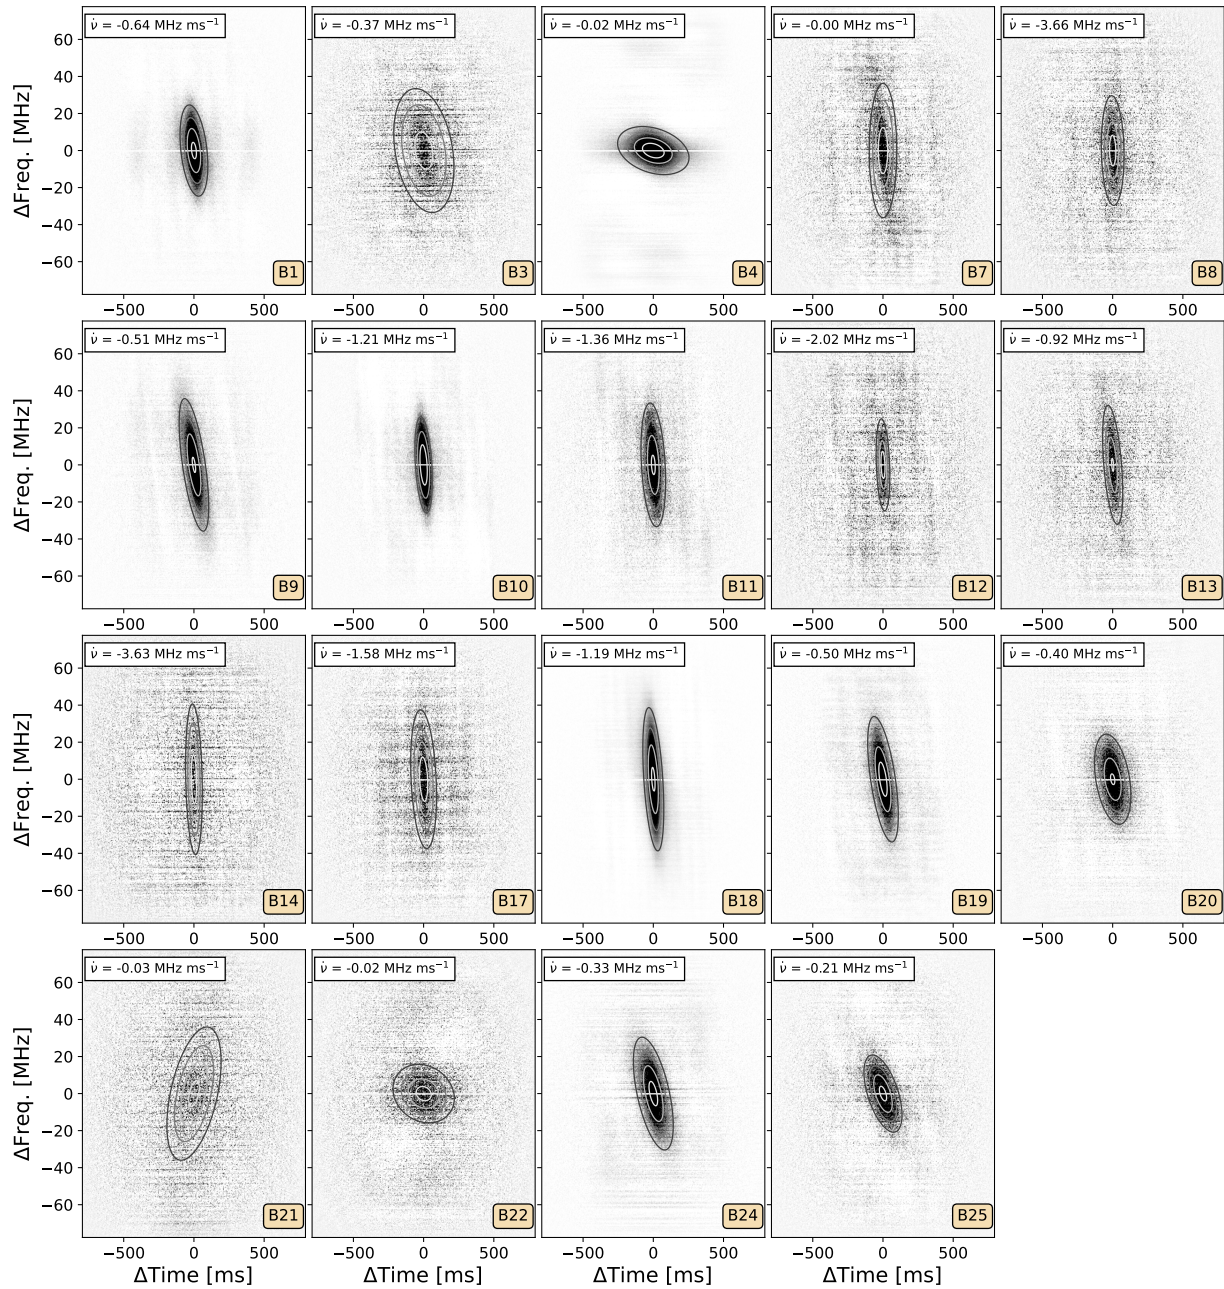 ν̇ = -0.64 MHz ms⁻¹
ν̇ = -0.37 MHz ms⁻¹
ν̇ = -0.02 MHz ms⁻¹
ν̇ = -0.00 MHz ms⁻¹
ν̇ = -3.66 MHz ms⁻¹
60
40
20
0
−20
−40
−60
ΔFreq. [MHz]
B1
B3
B4
B7
B8
−500 0 500
−500 0 500
−500 0 500
−500 0 500
−500 0 500
ν̇ = -0.51 MHz ms⁻¹
ν̇ = -1.21 MHz ms⁻¹
ν̇ = -1.36 MHz ms⁻¹
ν̇ = -2.02 MHz ms⁻¹
ν̇ = -0.92 MHz ms⁻¹
60
40
20
0
−20
−40
−60
ΔFreq. [MHz]
B9
B10
B11
B12
B13
−500 0 500
−500 0 500
−500 0 500
−500 0 500
−500 0 500
ν̇ = -3.63 MHz ms⁻¹
ν̇ = -1.58 MHz ms⁻¹
ν̇ = -1.19 MHz ms⁻¹
ν̇ = -0.50 MHz ms⁻¹
ν̇ = -0.40 MHz ms⁻¹
60
40
20
0
−20
−40
−60
ΔFreq. [MHz]
B14
B17
B18
B19
B20
−500 0 500
−500 0 500
−500 0 500
−500 0 500
−500 0 500
ν̇ = -0.03 MHz ms⁻¹
ν̇ = -0.02 MHz ms⁻¹
ν̇ = -0.33 MHz ms⁻¹
ν̇ = -0.21 MHz ms⁻¹
60
40
20
0
−20
−40
−60
ΔFreq. [MHz]
B21
B22
B24
B25
−500 0 500
−500 0 500
−500 0 500
−500 0 500
ΔTime [ms]
ΔTime [ms]
ΔTime [ms]
ΔTime [ms]